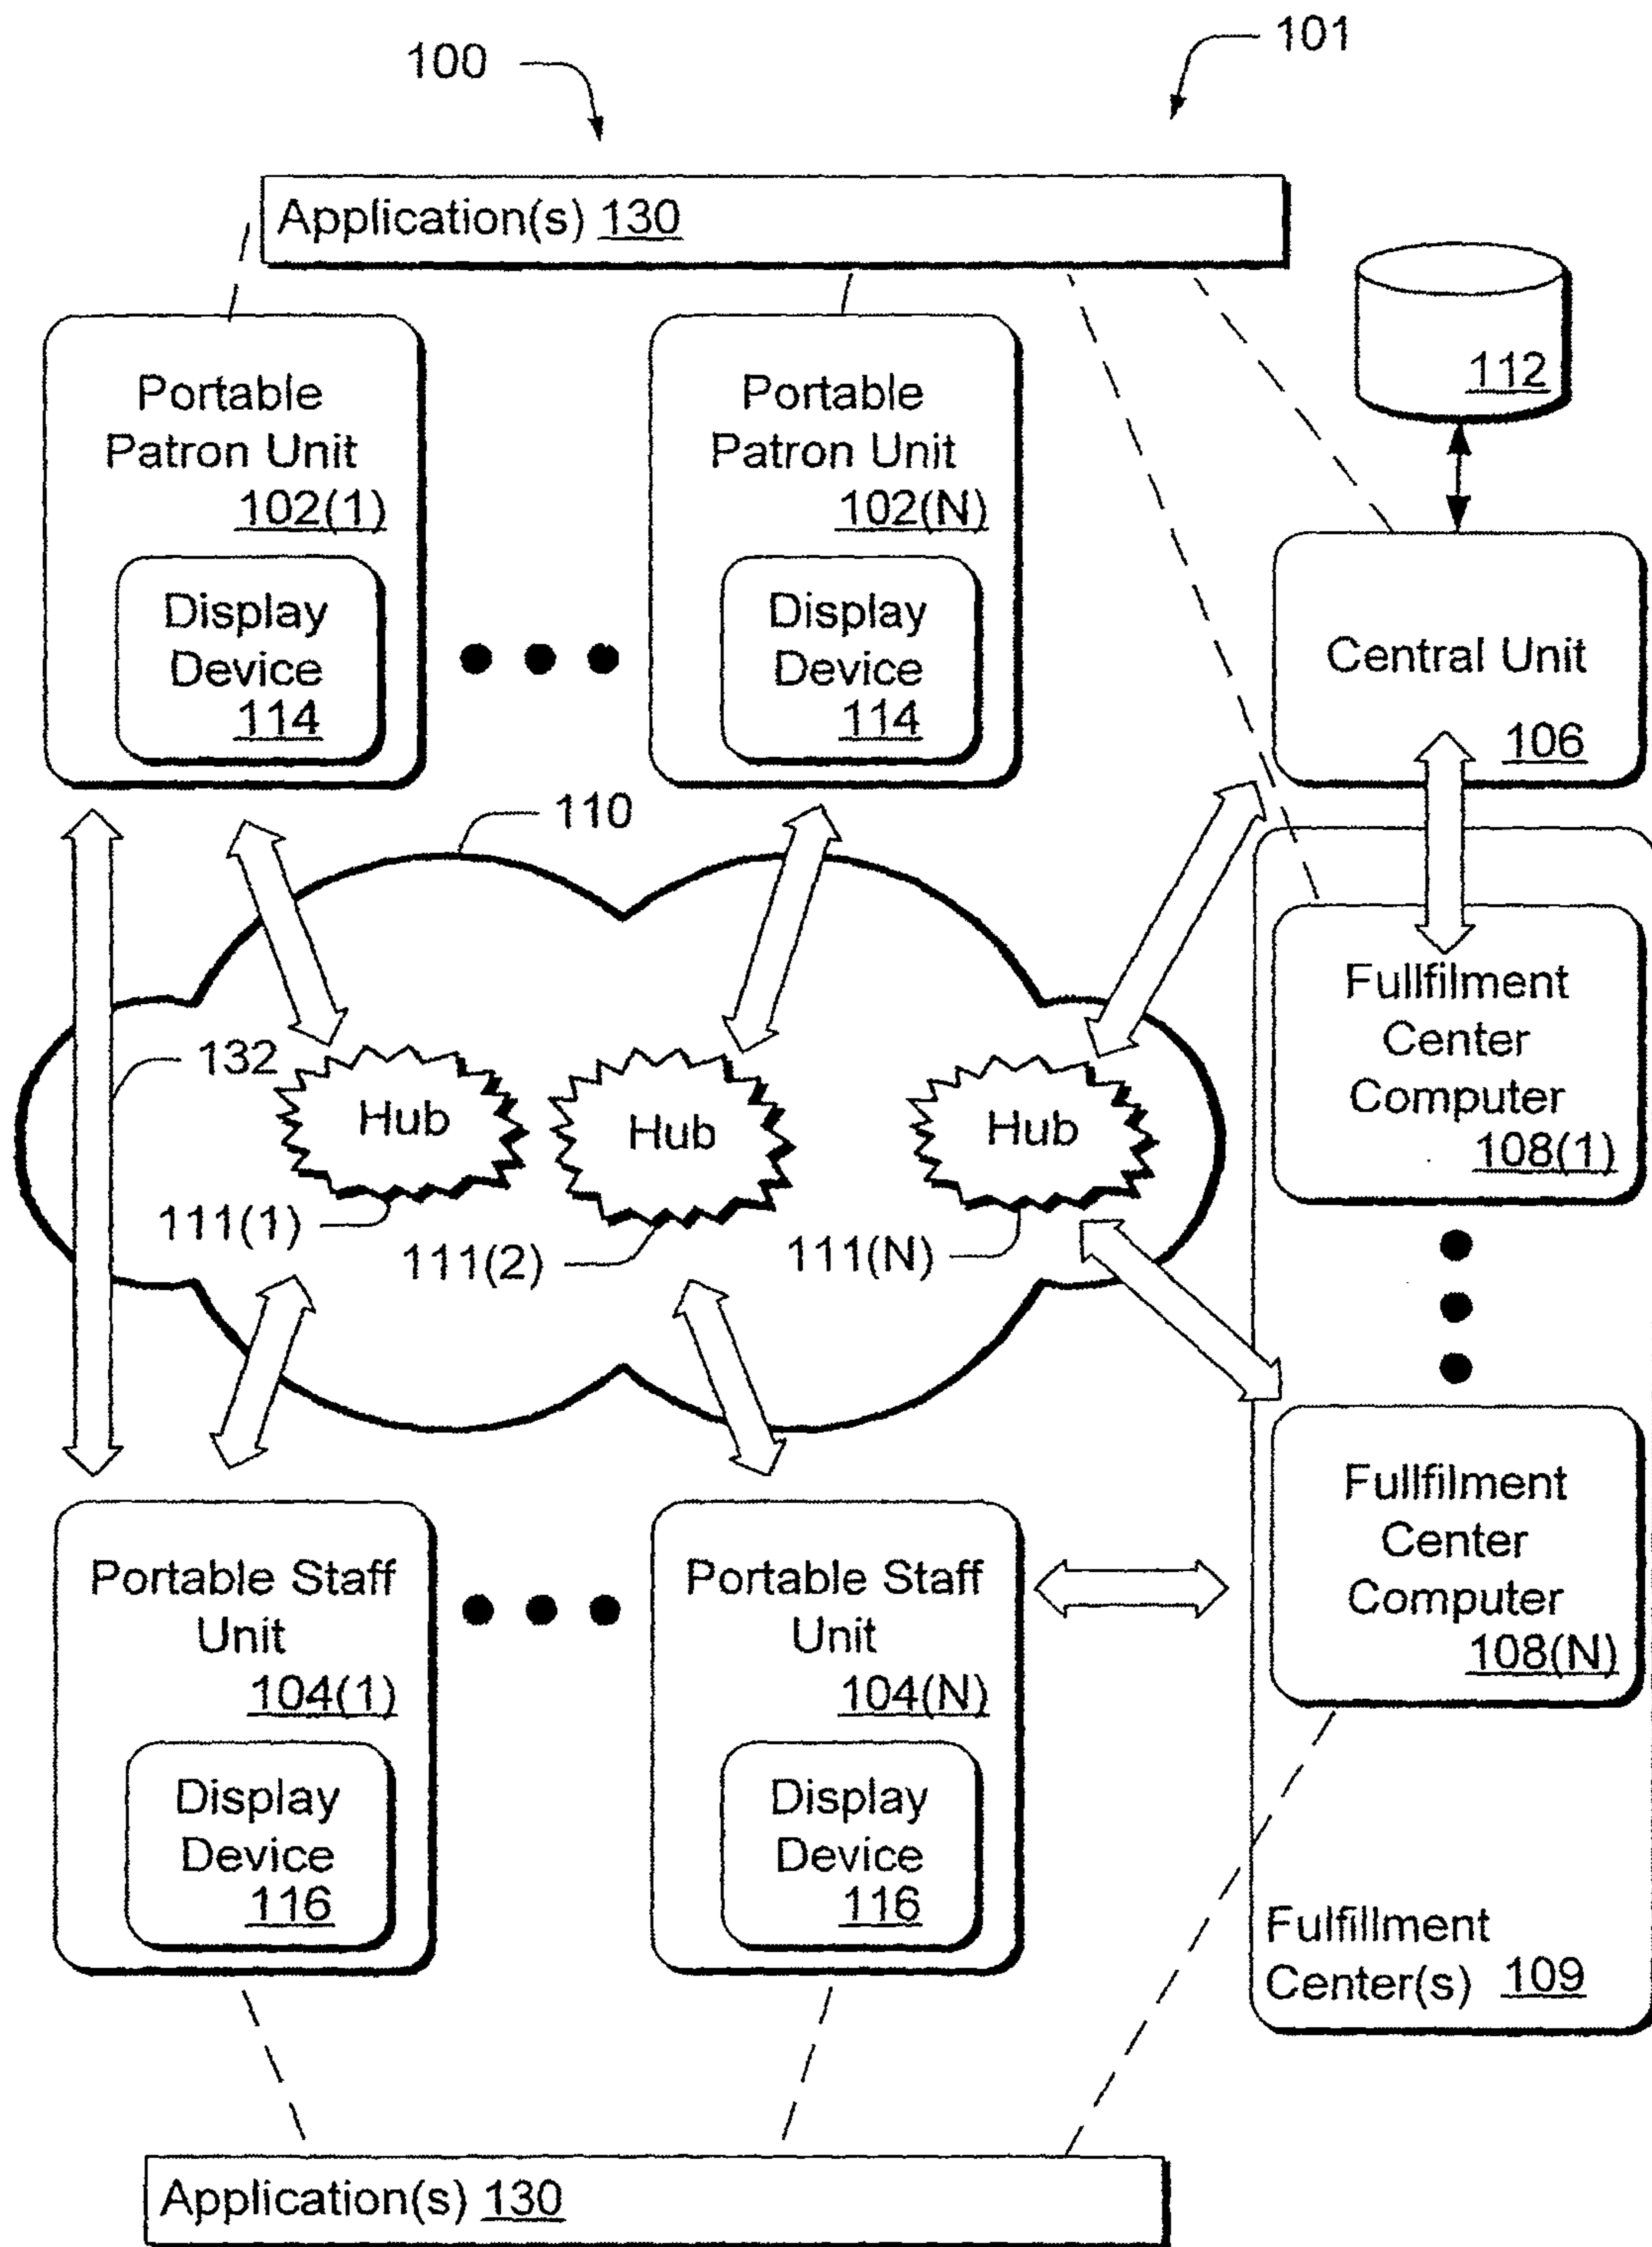 100
101
Application(s) 130
112
Portable
Patron Unit
102(1)
Display
Device
114
Portable
Patron Unit
102(N)
Display
Device
114
Central Unit
106
110
Fullfilment
Center
Computer
108(1)
132
Hub
Hub
Hub
111(1)
111(2)
111(N)
Fullfilment
Center
Computer
108(N)
Portable Staff
Unit
104(1)
Display
Device
116
Portable Staff
Unit
104(N)
Display
Device
116
Fulfillment
Center(s) 109
Application(s) 130